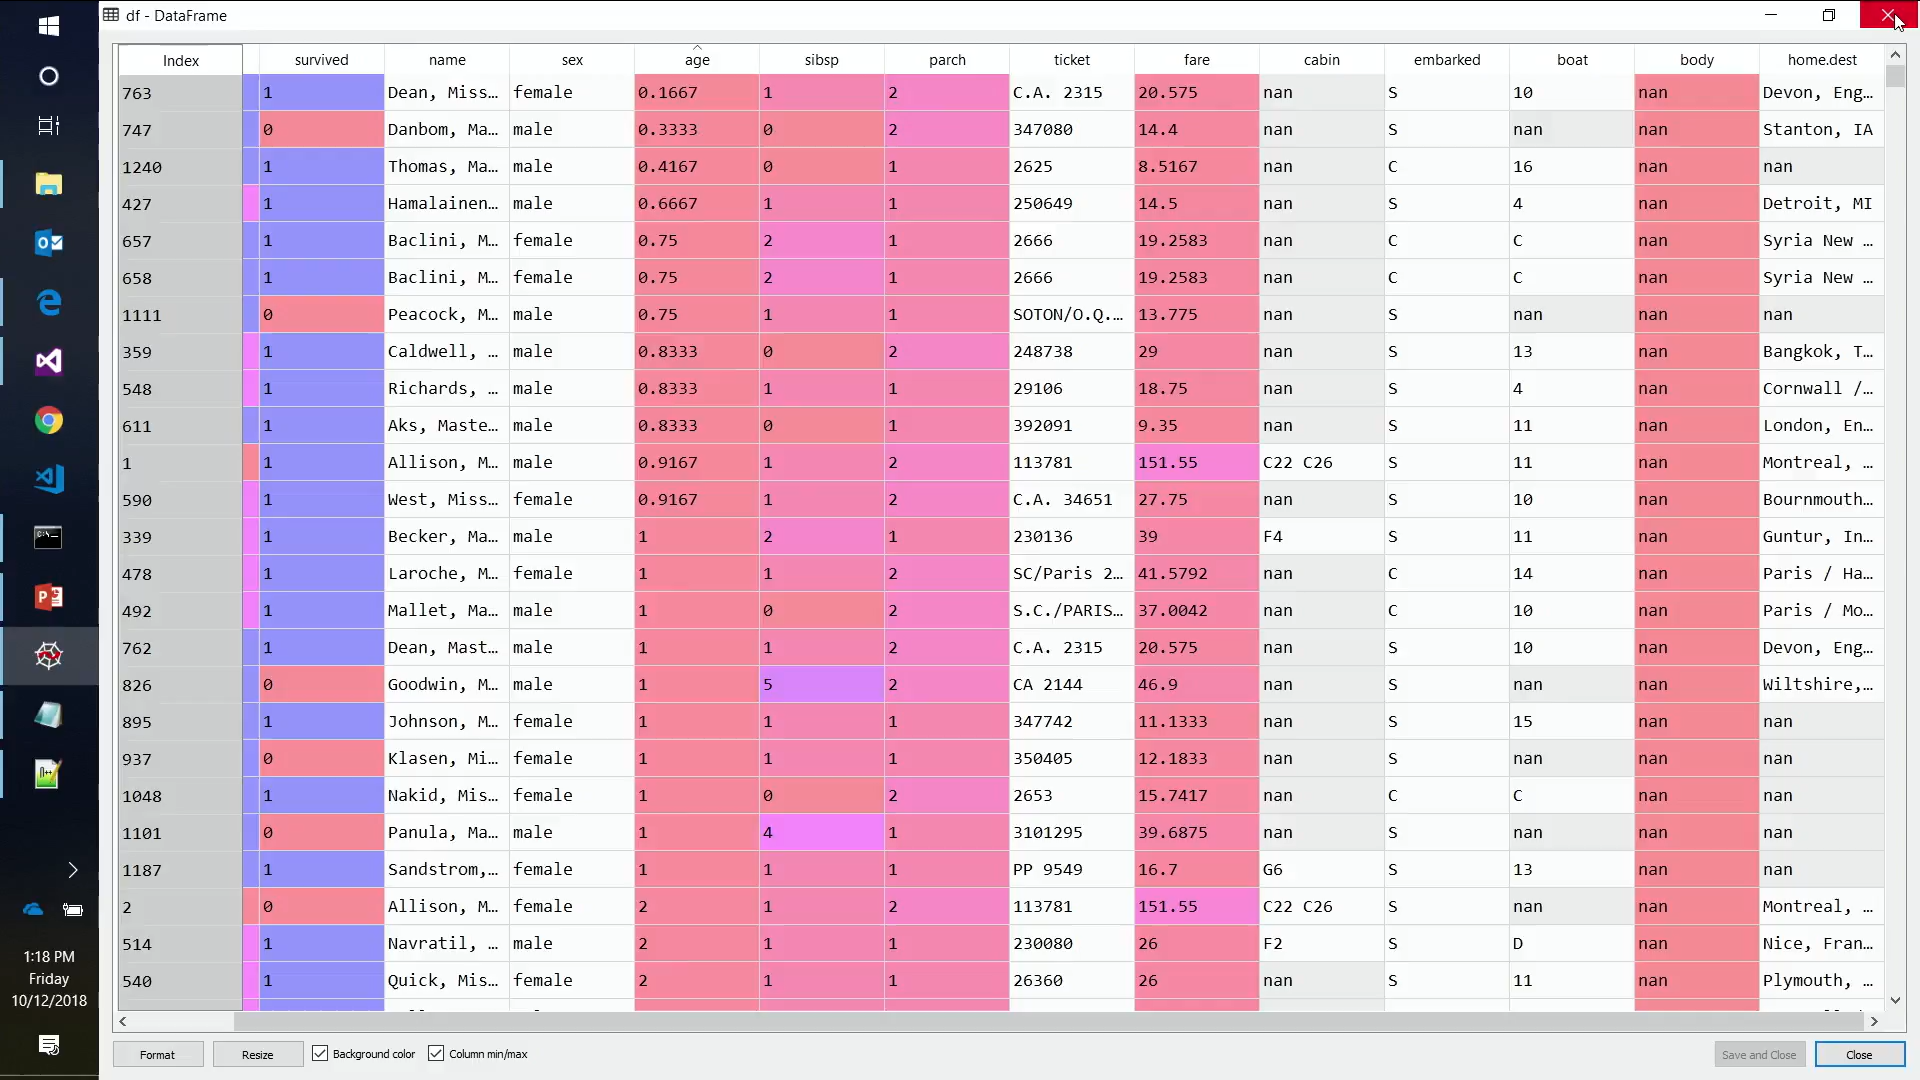 df - DataFrame
Index survived name sex age sibsp parch ticket fare cabin embarked boat body home.dest
763 1 Dean, Miss… female 0.1667 1 2 C.A. 2315 20.575 nan S 10 nan Devon, Eng…
747 0 Danbom, Ma… male 0.3333 0 2 347080 14.4 nan S nan nan Stanton, IA
1240 1 Thomas, Ma… male 0.4167 0 1 2625 8.5167 nan C 16 nan nan
427 1 Hamalainen… male 0.6667 1 1 250649 14.5 nan S 4 nan Detroit, MI
657 1 Baclini, M… female 0.75 2 1 2666 19.2583 nan C C nan Syria New …
658 1 Baclini, M… female 0.75 2 1 2666 19.2583 nan C C nan Syria New …
1111 0 Peacock, M… male 0.75 1 1 SOTON/O.Q.… 13.775 nan S nan nan nan
359 1 Caldwell, … male 0.8333 0 2 248738 29 nan S 13 nan Bangkok, T…
548 1 Richards, … male 0.8333 1 1 29106 18.75 nan S 4 nan Cornwall /…
611 1 Aks, Maste… male 0.8333 0 1 392091 9.35 nan S 11 nan London, En…
1 1 Allison, M… male 0.9167 1 2 113781 151.55 C22 C26 S 11 nan Montreal, …
590 1 West, Miss… female 0.9167 1 2 C.A. 34651 27.75 nan S 10 nan Bournmouth…
339 1 Becker, Ma… male 1 2 1 230136 39 F4 S 11 nan Guntur, In…
478 1 Laroche, M… female 1 1 2 SC/Paris 2… 41.5792 nan C 14 nan Paris / Ha…
492 1 Mallet, Ma… male 1 0 2 S.C./PARIS… 37.0042 nan C 10 nan Paris / Mo…
762 1 Dean, Mast… male 1 1 2 C.A. 2315 20.575 nan S 10 nan Devon, Eng…
826 0 Goodwin, M… male 1 5 2 CA 2144 46.9 nan S nan nan Wiltshire,…
895 1 Johnson, M… female 1 1 1 347742 11.1333 nan S 15 nan nan
937 0 Klasen, Mi… female 1 1 1 350405 12.1833 nan S nan nan nan
1048 1 Nakid, Mis… female 1 0 2 2653 15.7417 nan C C nan nan
1101 0 Panula, Ma… male 1 4 1 3101295 39.6875 nan S nan nan nan
1187 1 Sandstrom,… female 1 1 1 PP 9549 16.7 G6 S 13 nan nan
2 0 Allison, M… female 2 1 2 113781 151.55 C22 C26 S nan nan Montreal, …
514 1 Navratil, … male 2 1 1 230080 26 F2 S D nan Nice, Fran…
540 1 Quick, Mis… female 2 1 1 26360 26 nan S 11 nan Plymouth, …
Format Resize Background color Column min/max Save and Close Close
1:18 PM
Friday
10/12/2018